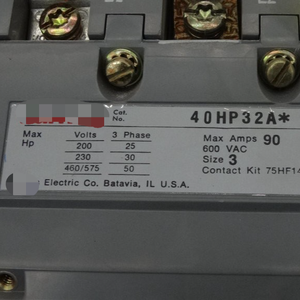 Cat. No. 40HP32A*
Max Hp Volts 3 Phase Max Amps 90
200 25 600 VAC
230 30 Size 3
460/575 50 Contact Kit 75HF14
Electric Co. Batavia, IL U.S.A.